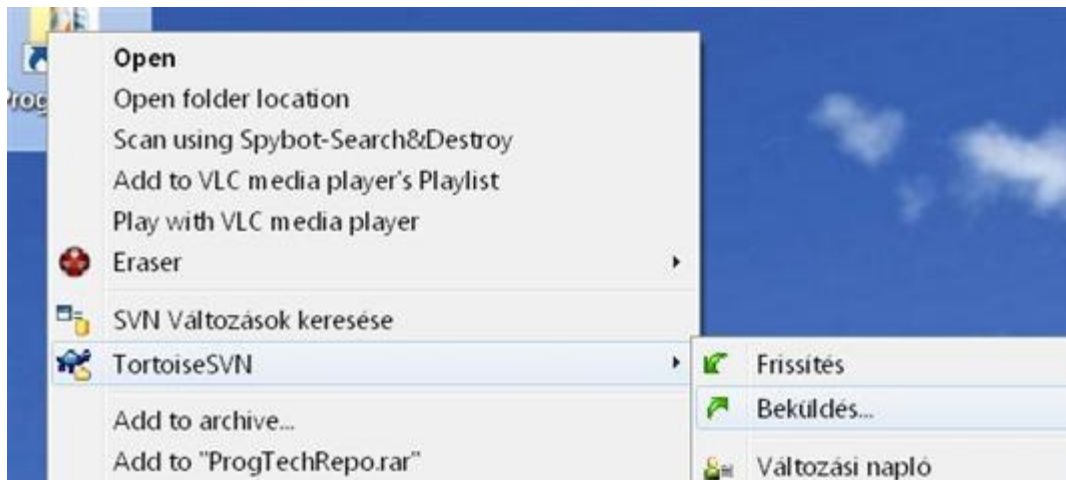 Open
Open folder location
Scan using Spybot-Search&Destroy
Add to VLC media player's Playlist
Play with VLC media player
Eraser
SVN Változások keresése
TortoiseSVN
Frissítés
Beküldés...
Add to archive...
Add to "ProgTechRepo.rar"
Változási napló